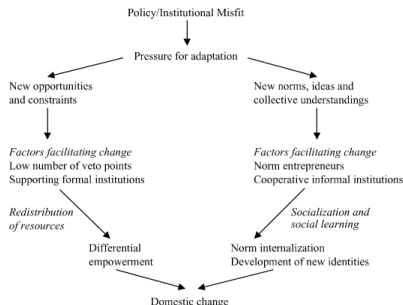 Policy/Institutional Misfit
Pressure for adaptation
New opportunities
and constraints
New norms, ideas and
collective understandings
Factors facilitating change
Low number of veto points
Supporting formal institutions
Factors facilitating change
Norm entrepreneurs
Cooperative informal institutions
Redistribution
of resources
Socialization and
social learning
Differential
empowerment
Norm internalization
Development of new identities
Domestic change